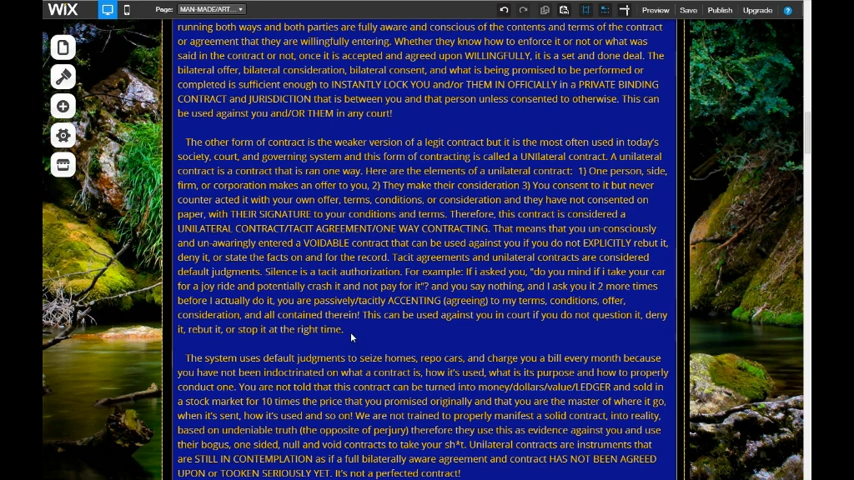 WiX
Page: MAN-MADE/ART...
Preview Save Publish Upgrade ?
running both ways and both parties are fully aware and conscious of the contents and terms of the contract
or agreement that they are willingfully entering. Whether they know how to enforce it or not or what was
said in the contract or not, once it is accepted and agreed upon WILLINGFULLY, it is a set and done deal. The
bilateral offer, bilateral consideration, bilateral consent, and what is being promised to be performed or
completed is sufficient enough to INSTANTLY LOCK YOU and/or THEM IN OFFICIALLY in a PRIVATE BINDING
CONTRACT and JURISDICTION that is between you and that person unless consented to otherwise. This can
be used against you and/OR THEM in any court!
The other form of contract is the weaker version of a legit contract but it is the most often used in today's
society, court, and governing system and this form of contracting is called a UNIlateral contract. A unilateral
contract is a contract that is ran one way. Here are the elements of a unilateral contract: 1) One person, side,
firm, or corporation makes an offer to you, 2) They make their consideration 3) You consent to it but never
counter acted it with your own offer, terms, conditions, or consideration and they have not consented on
paper, with THEIR SIGNATURE to your conditions and terms. Therefore, this contract is considered a
UNILATERAL CONTRACT/TACIT AGREEMENT/ONE WAY CONTRACTING. That means that you un-consciously
and un-awaringly entered a VOIDABLE contract that can be used against you if you do not EXPLICITLY rebut it,
deny it, or state the facts on and for the record. Tacit agreements and unilateral contracts are considered
default judgments. Silence is a tacit authorization. For example: If i asked you, "do you mind if i take your car
for a joy ride and potentially crash it and not pay for it"? and you say nothing, and I ask you it 2 more times
before I actually do it, you are passively/tacitly ACCENTING (agreeing) to my terms, conditions, offer,
consideration, and all contained therein! This can be used against you in court if you do not question it, deny
it, rebut it, or stop it at the right time.
The system uses default judgments to seize homes, repo cars, and charge you a bill every month because
you have not been indoctrinated on what a contract is, how it's used, what is its purpose and how to properly
conduct one. You are not told that this contract can be turned into money/dollars/value/LEDGER and sold in
a stock market for 10 times the price that you promised originally and that you are the master of where it go,
when it's sent, how it's used and so on! We are not trained to properly manifest a solid contract, into reality,
based on undeniable truth (the opposite of perjury) therefore they use this as evidence against you and use
their bogus, one sided, null and void contracts to take your sh*t. Unilateral contracts are instruments that
are STILL IN CONTEMPLATION as if a full bilaterally aware agreement and contract HAS NOT BEEN AGREED
UPON or TOOKEN SERIOUSLY YET. It's not a perfected contract!